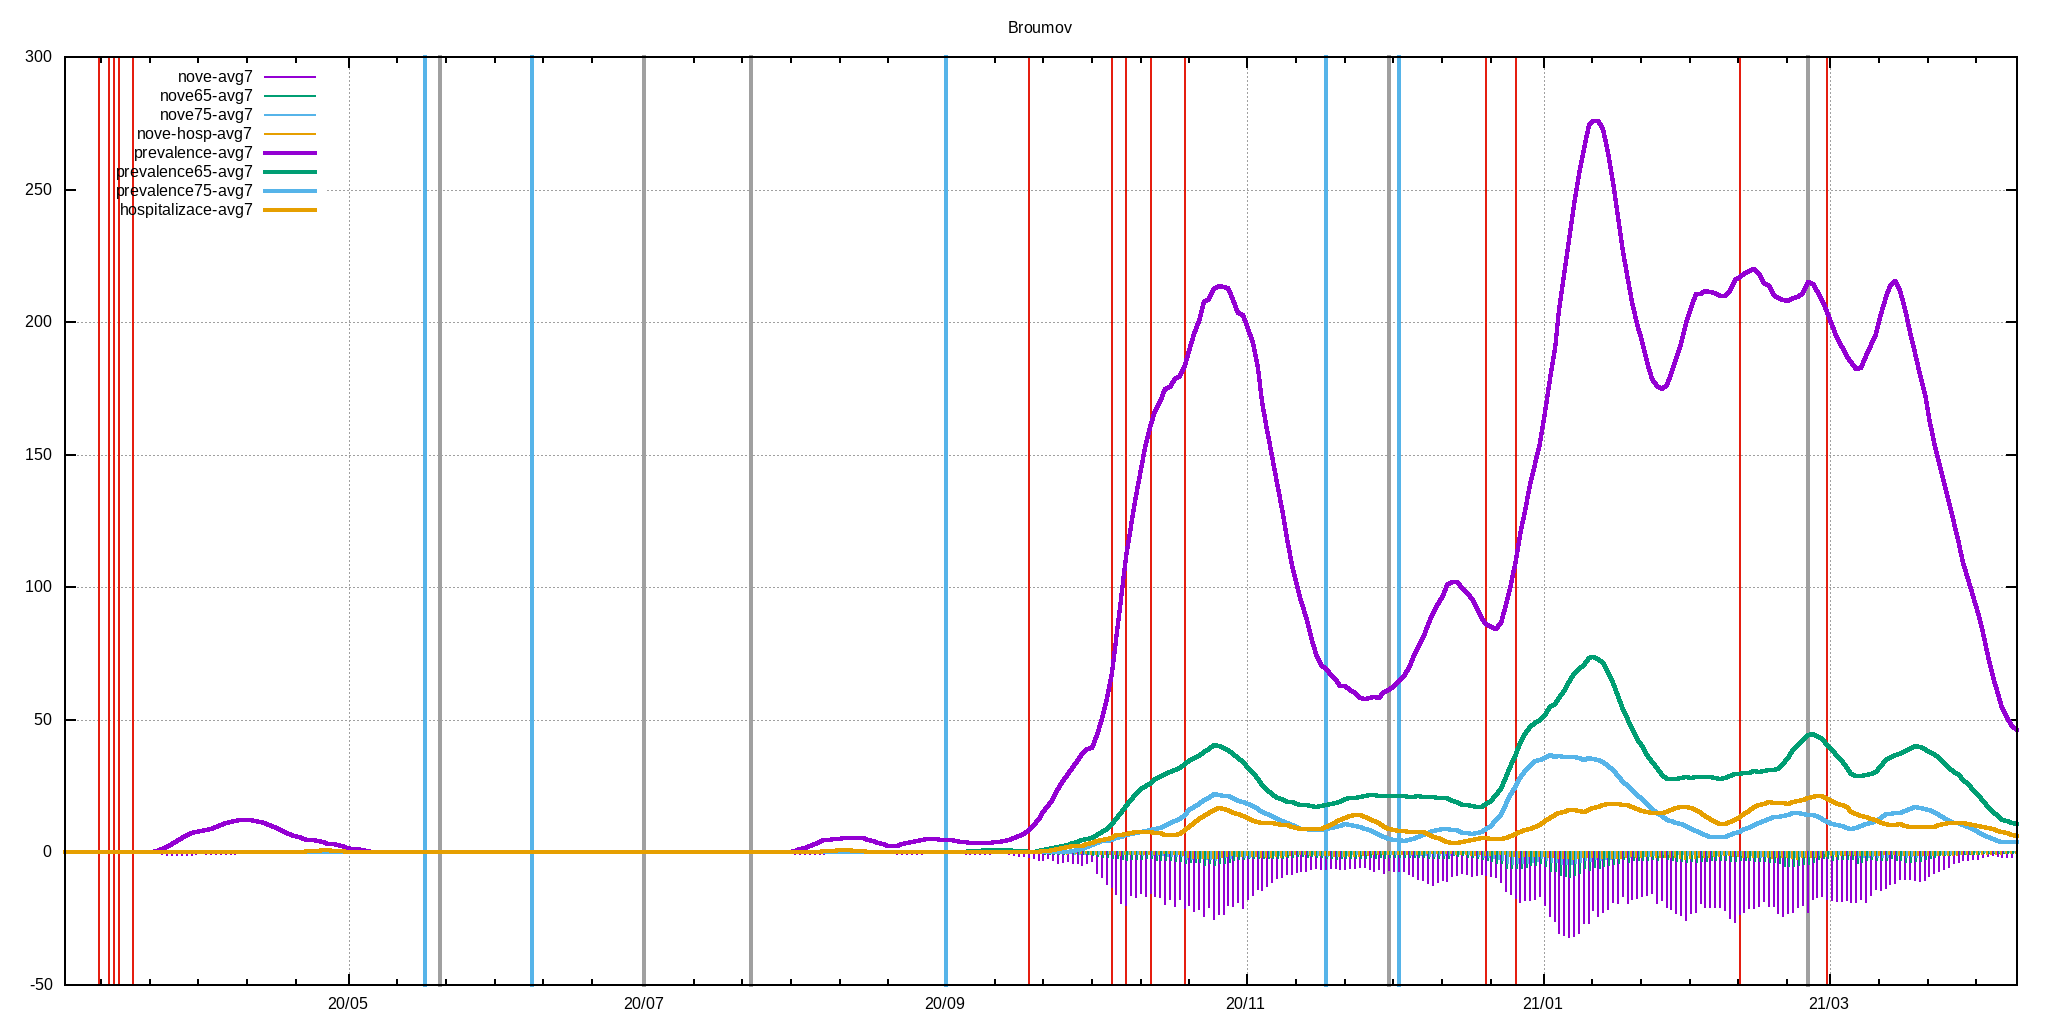 Broumov
300
250
200
150
100
50
0
-50
nove-avg7
nove65-avg7
nove75-avg7
nove-hosp-avg7
prevalence-avg7
prevalence65-avg7
prevalence75-avg7
hospitalizace-avg7
20/05 20/07 20/09 20/11 21/01 21/03